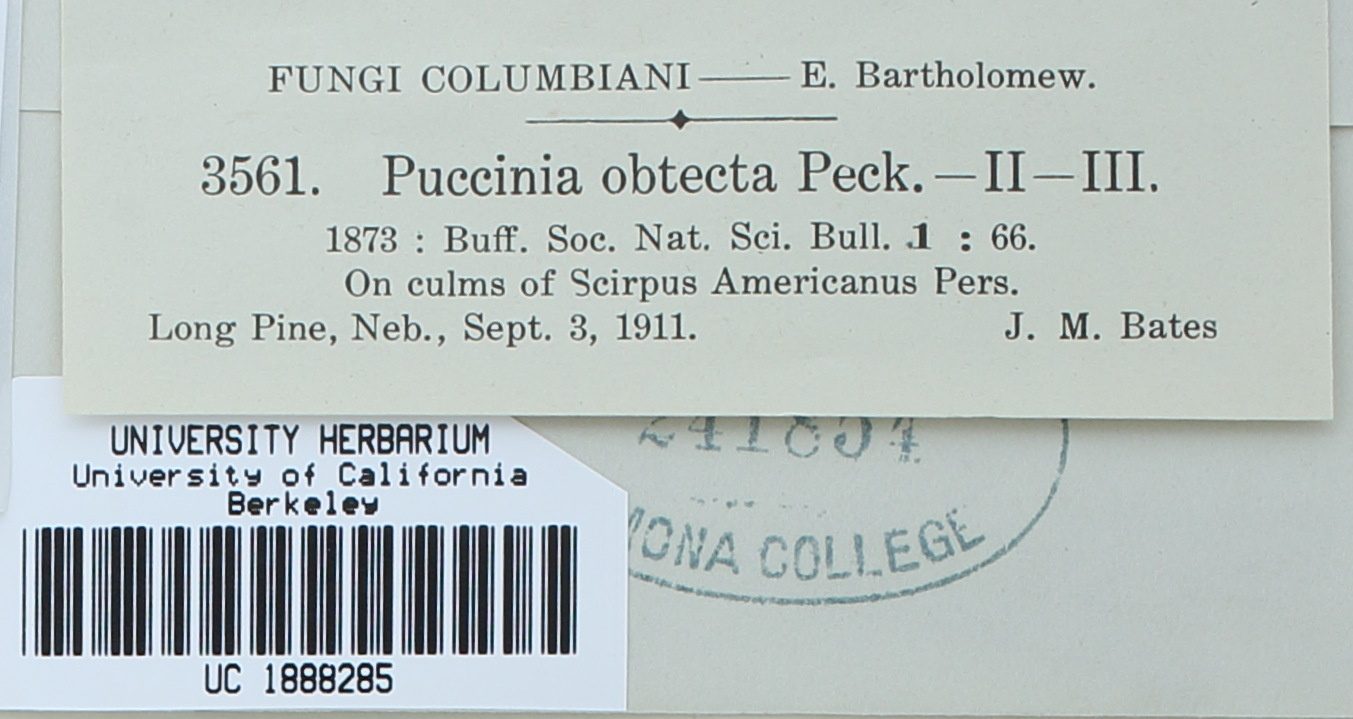 FUNGI COLUMBIANI —— E. Bartholomew.
3561. Puccinia obtecta Peck.—II—III.
1873 : Buff. Soc. Nat. Sci. Bull. 1 : 66.
On culms of Scirpus Americanus Pers.
Long Pine, Neb., Sept. 3, 1911. J. M. Bates
UNIVERSITY HERBARIUM
University of California
Berkeley
UC 1888285
COLLEGE